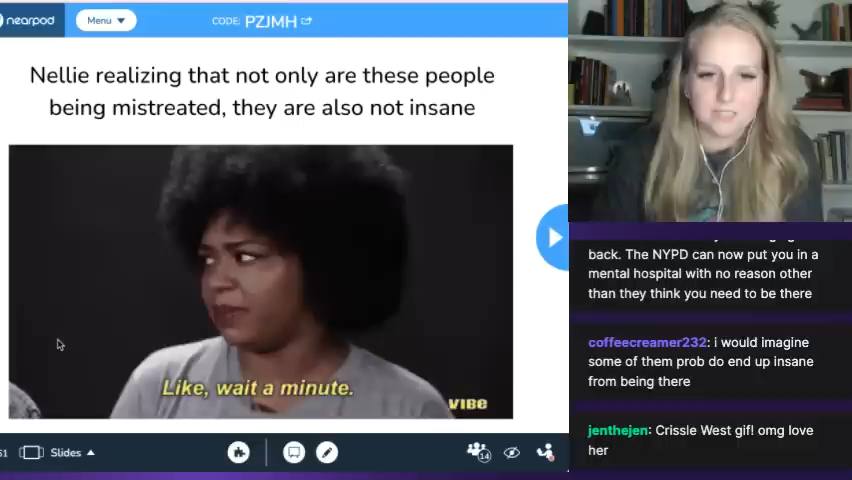 nearpod
Menu
CODE: PZJMH
Nellie realizing that not only are these people
being mistreated, they are also not insane
Like, wait a minute.
VIBE
Slides
14
back. The NYPD can now put you in a
mental hospital with no reason other
than they think you need to be there
coffeecreamer232: i would imagine
some of them prob do end up insane
from being there
jenthejen: Crissle West gif! omg love
her